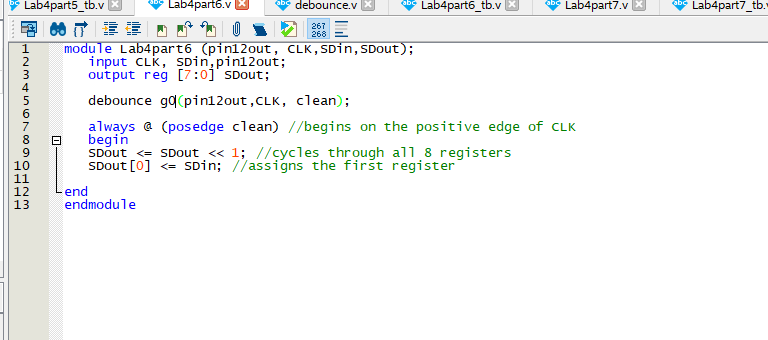 Lab4part5_tb.v Lab4part6.v debounce.v Lab4part6_tb.v Lab4part7.v Lab4part7_tb.v
267
268
1 module Lab4part6 (pin12out, CLK,SDin,SDout);
2 input CLK, SDin,pin12out;
3 output reg [7:0] SDout;
4
5 debounce g0(pin12out,CLK, clean);
6
7 always @ (posedge clean) //begins on the positive edge of CLK
8 begin
9 SDout <= SDout << 1; //cycles through all 8 registers
10 SDout[0] <= SDin; //assigns the first register
11
12 end
13 endmodule